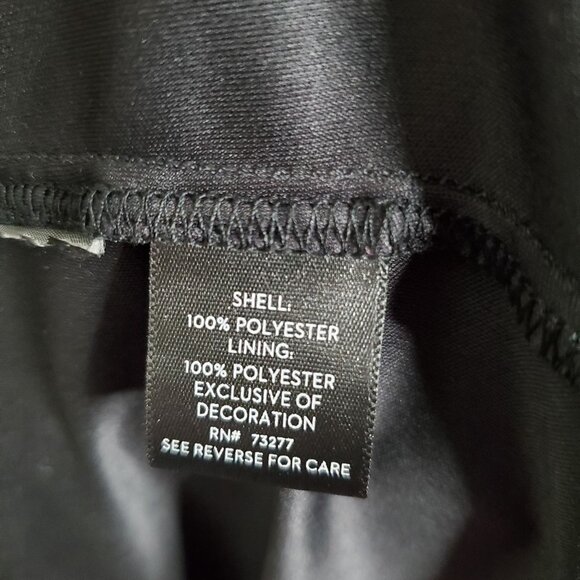 SHELL:
100% POLYESTER
LINING:
100% POLYESTER
EXCLUSIVE OF
DECORATION
RN# 73277
SEE REVERSE FOR CARE